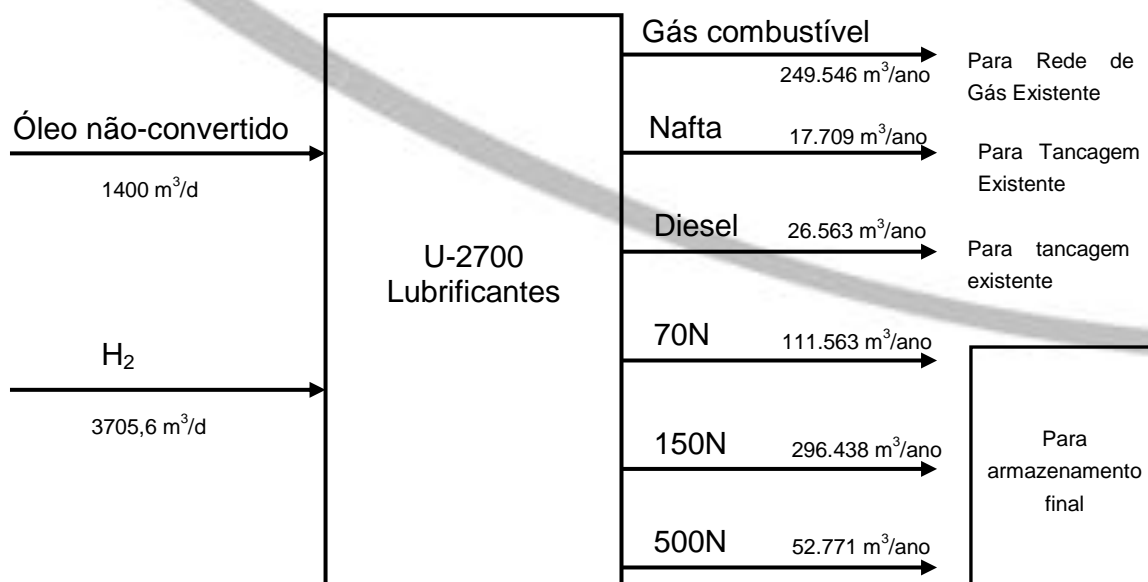 Gás combustível
249.546 m³/ano
Para Rede de
Gás Existente
Óleo não-convertido
1400 m³/d
Nafta
17.709 m³/ano
Para Tancagem
Existente
Diesel
26.563 m³/ano
Para tancagem
existente
U-2700
Lubrificantes
H₂
3705,6 m³/d
70N
111.563 m³/ano
150N
296.438 m³/ano
500N
52.771 m³/ano
Para
armazenamento
final